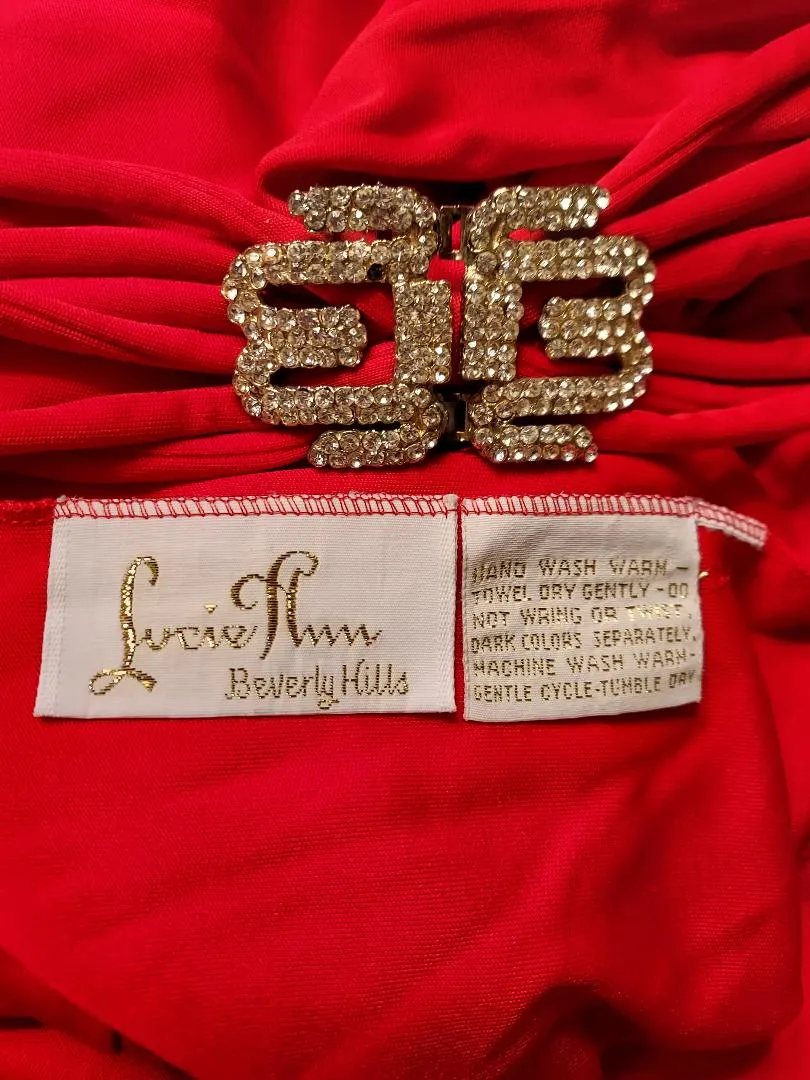 Lucie Ann
Beverly Hills
HAND WASH WARM -
TOWEL DRY GENTLY - DO
NOT WRING OR TWIST.
DARK COLORS SEPARATELY.
MACHINE WASH WARM-
GENTLE CYCLE-TUMBLE DRY